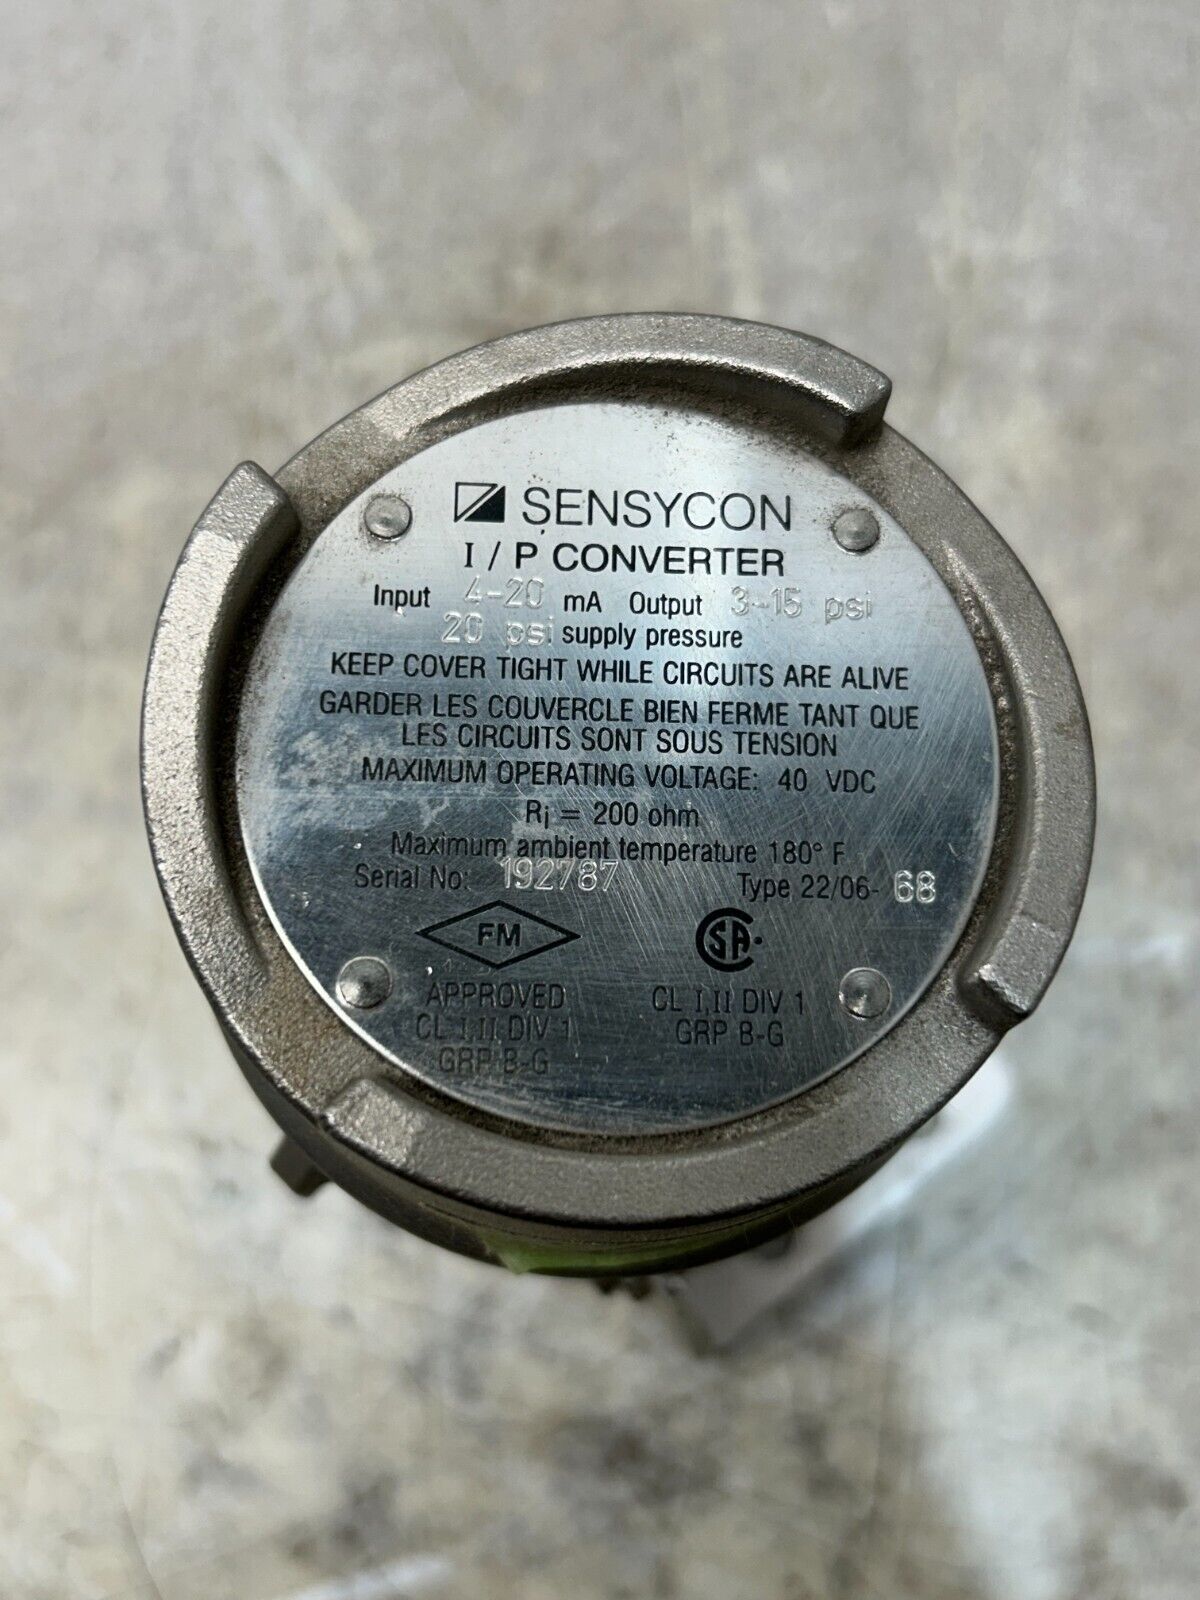 SENSYCON
I / P CONVERTER
Input 4-20 mA Output 3-15 psi
20 psi supply pressure
KEEP COVER TIGHT WHILE CIRCUITS ARE ALIVE
GARDER LES COUVERCLE BIEN FERME TANT QUE
LES CIRCUITS SONT SOUS TENSION
MAXIMUM OPERATING VOLTAGE: 40 VDC
Ri = 200 ohm
Maximum ambient temperature 180° F
Serial No: 192787 Type 22/06- 68
FM SA
APPROVED CL I,II DIV 1
CL I,II, DIV 1 GRP B-G
GRP B-G